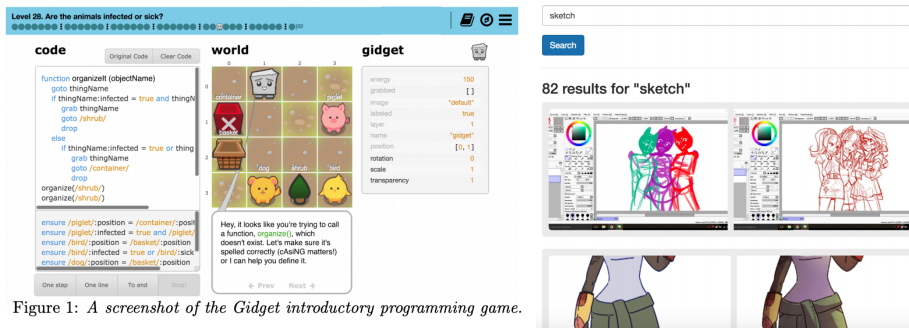 Level 28. Are the animals infected or sick?
code
Original Code
Clear Code
function organizeIt (objectName)
goto thingName
if thingName:infected = true and thingN
grab thingName
goto /shrub/
drop
else
if thingName:infected = true or thing
grab thingName
goto /container/
drop
organize(/shrub/)
organize(/shrub/)
ensure /piglet/:position = /container/:posit
ensure /piglet/:infected = true and /piglet/
ensure /bird/:position = /basket/:position
ensure /bird/:infected = true or /bird/:sick
ensure /dog/:position = /basket/:position
One step
One line
To end
Stop!
world
0 1 2 3
0
container
piglet
1
basket
2
dog
shrub
bird
3
Hey, it looks like you're trying to call
a function, organize(), which
doesn't exist. Let's make sure it's
spelled correctly (cAsiNG matters!)
or I can help you define it.
Prev
Next
gidget
energy 150
grabbed [ ]
image "default"
labeled true
layer 1
name "gidget"
position [0, 1]
rotation 0
scale 1
transparency 1
Figure 1: A screenshot of the Gidget introductory programming game.
sketch
Search
82 results for "sketch"